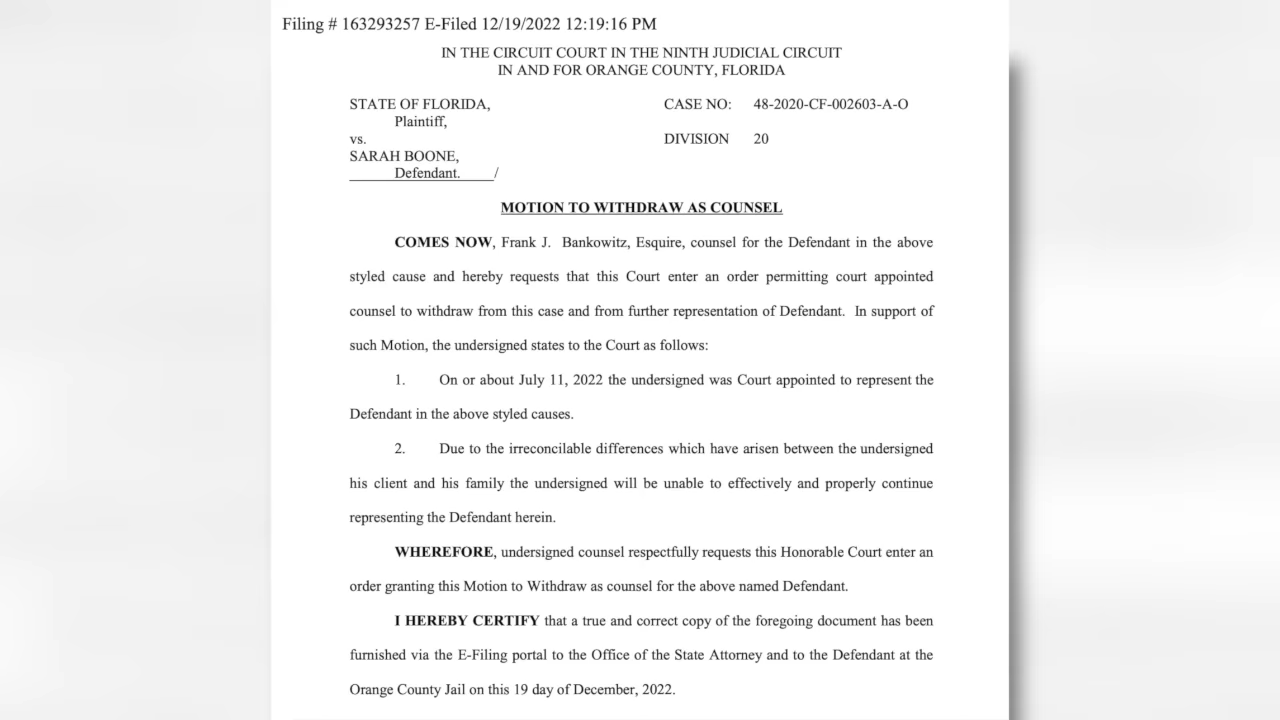 Filing # 163293257 E-Filed 12/19/2022 12:19:16 PM
IN THE CIRCUIT COURT IN THE NINTH JUDICIAL CIRCUIT
IN AND FOR ORANGE COUNTY, FLORIDA
STATE OF FLORIDA, CASE NO: 48-2020-CF-002603-A-O
Plaintiff,
vs. DIVISION 20
SARAH BOONE,
Defendant. /
MOTION TO WITHDRAW AS COUNSEL
COMES NOW, Frank J. Bankowitz, Esquire, counsel for the Defendant in the above
styled cause and hereby requests that this Court enter an order permitting court appointed
counsel to withdraw from this case and from further representation of Defendant. In support of
such Motion, the undersigned states to the Court as follows:
1. On or about July 11, 2022 the undersigned was Court appointed to represent the
Defendant in the above styled causes.
2. Due to the irreconcilable differences which have arisen between the undersigned
his client and his family the undersigned will be unable to effectively and properly continue
representing the Defendant herein.
WHEREFORE, undersigned counsel respectfully requests this Honorable Court enter an
order granting this Motion to Withdraw as counsel for the above named Defendant.
I HEREBY CERTIFY that a true and correct copy of the foregoing document has been
furnished via the E-Filing portal to the Office of the State Attorney and to the Defendant at the
Orange County Jail on this 19 day of December, 2022.